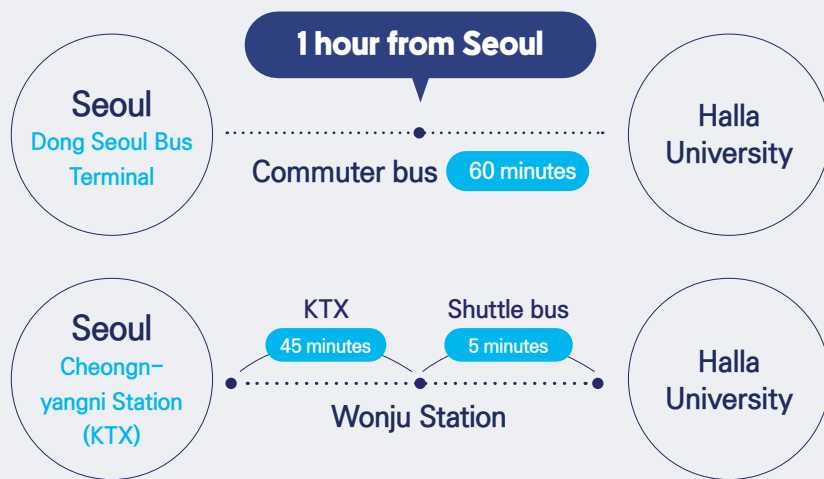 1 hour from Seoul
Seoul
Dong Seoul Bus
Terminal
Commuter bus 60 minutes
Halla
University
Seoul
Cheongn-
yangni Station
(KTX)
KTX
45 minutes
Shuttle bus
5 minutes
Wonju Station
Halla
University